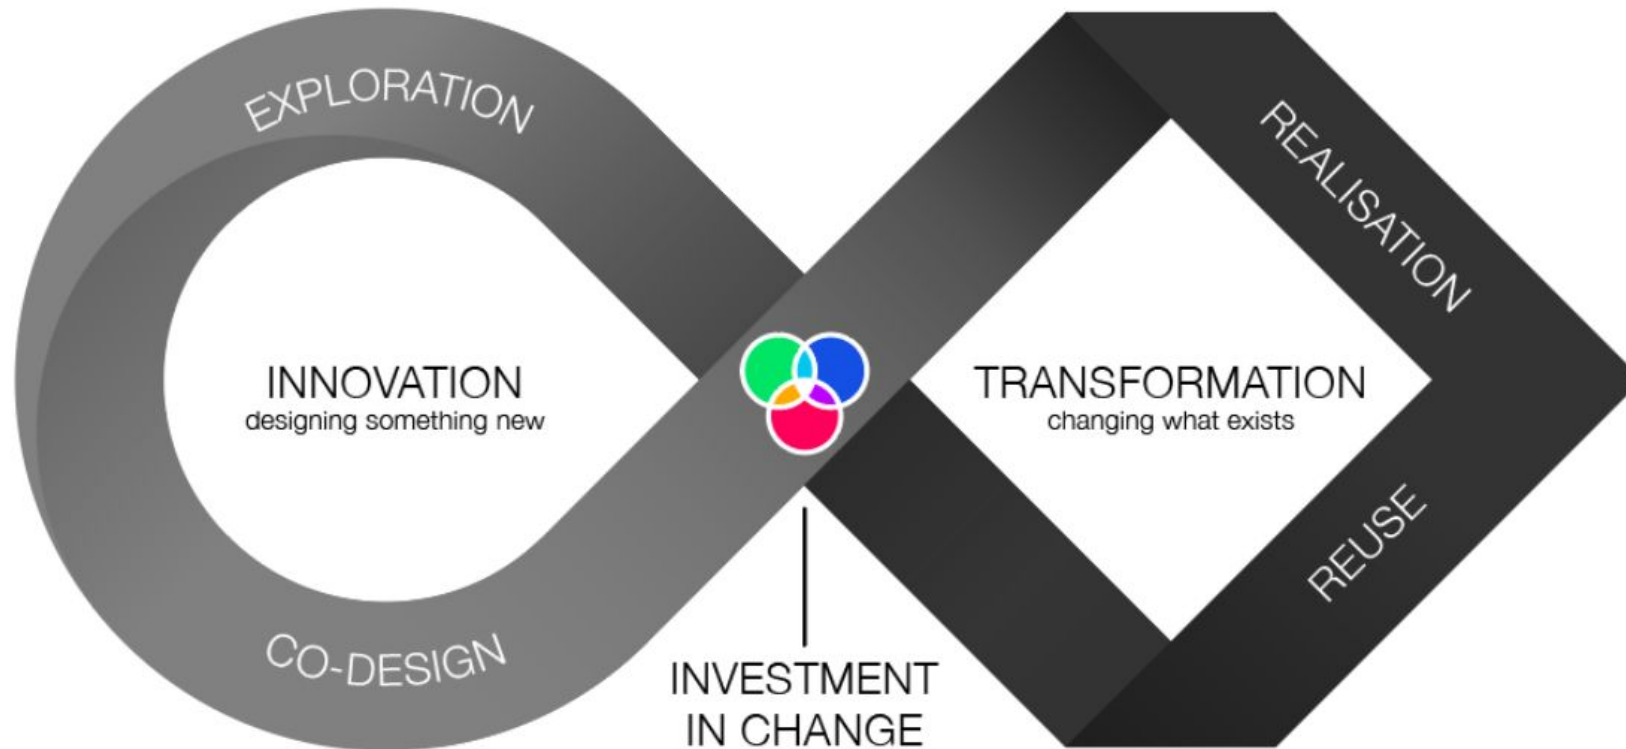 EXPLORATION
REALISATION
INNOVATION
designing something new
TRANSFORMATION
changing what exists
REUSE
CO-DESIGN
INVESTMENT
IN CHANGE